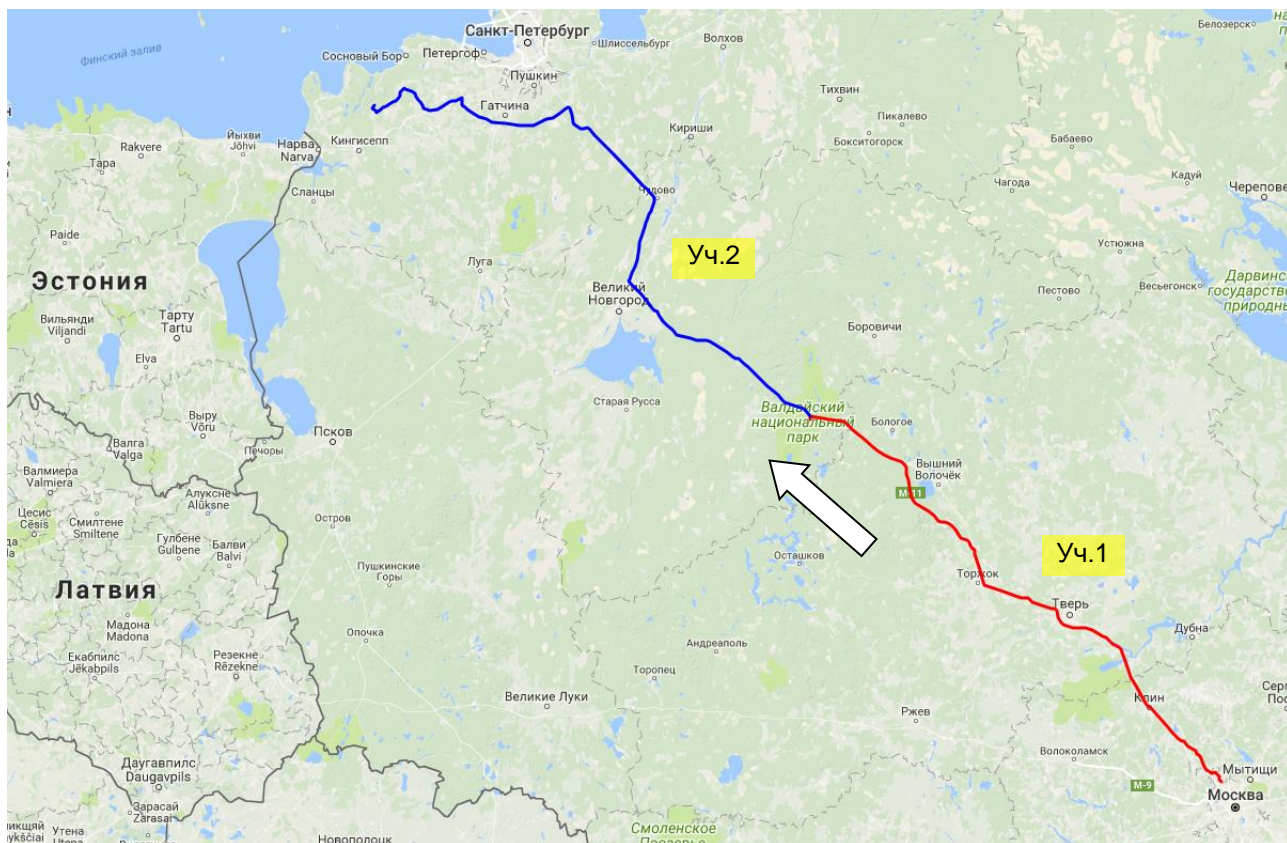 Белозерск
Финский залив
Санкт-Петербург
Волхов
Шлиссельбург
Сосновый Бор
Петергоф
Пушкин
Тихвин
Гатчина
Пикалево
Кириши
Бокситогорск
Бабаево
Йыхви
Jõhvi
Нарва
Narva
Кингисепп
Rakvere
Тара
Tapa
Сланцы
Чагода
Кадуй
Череповец
Чудово
Paide
Устюжна
Уч.2
Луга
Эстония
Великий
Новгород
Пестово
Весьегонск
Вильянди
Viljandi
Тарту
Tartu
Боровичи
Elva
Старая Русса
Валдайский
национальный
парк
Бологое
Выру
Võru
Псков
Валга
Valga
Печоры
Вышний
Волочёк
Валмиера
Valmiera
М-11
Алуксне
Alūksne
Цесис
Cēsis
Смилтене
Smiltene
Остров
Гулбене
Gulbene
Балви
Balvi
Осташков
Уч.1
Пушкинские
Горы
Торжок
Латвия
Тверь
Мадона
Madona
Дубна
Опочка
Андреаполь
Екабпилс
Jēkabpils
Резекне
Rēzekne
Торопец
Великие Луки
Клин
Ржев
Волоколамск
Мытищи
Даугавпилс
Daugavpils
М-9
Москва
Зарасай
Zarasai
Утена
Смоленское
Новополоцк